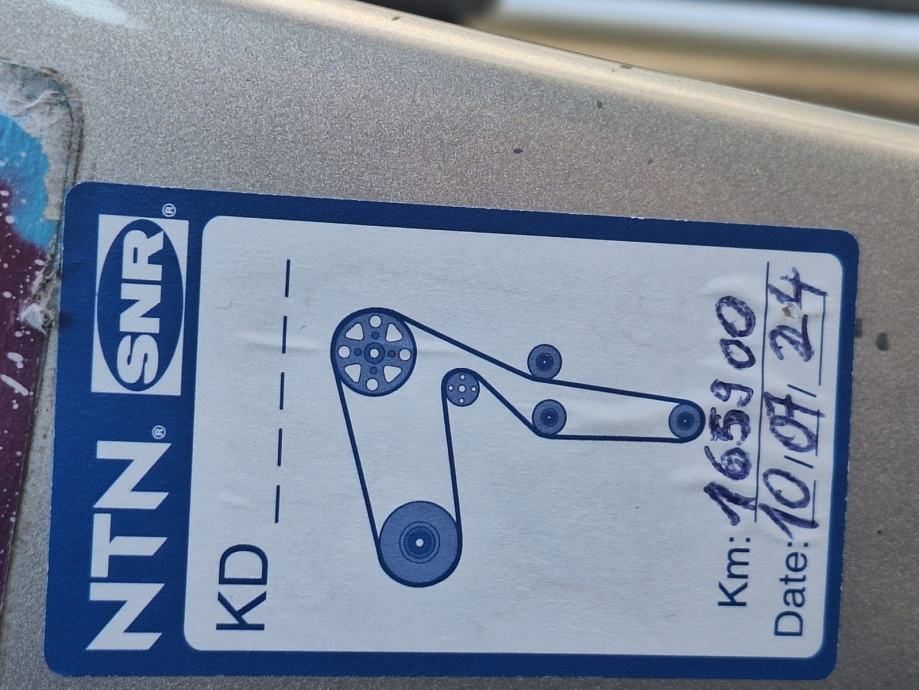 NTN® SNR®
KD _ _ _ _ _
Km: 165900
Date: 10/07/24